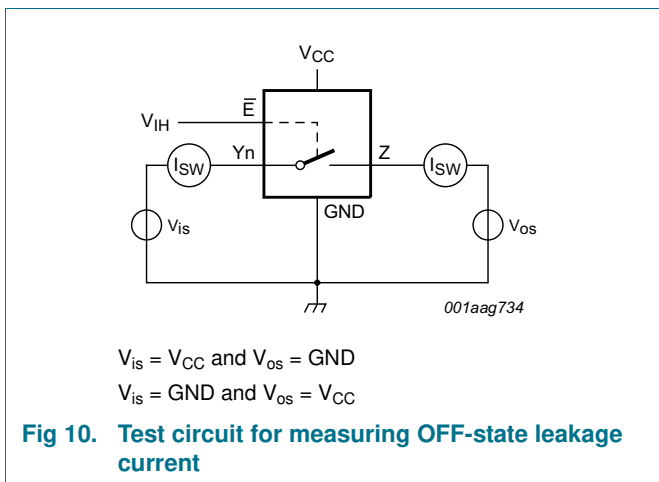 VCC
E̅
VIH
Yn
Z
ISW
ISW
GND
Vis
Vos
001aag734
Vis = VCC and Vos = GND
Vis = GND and Vos = VCC
Fig 10. Test circuit for measuring OFF-state leakage
current